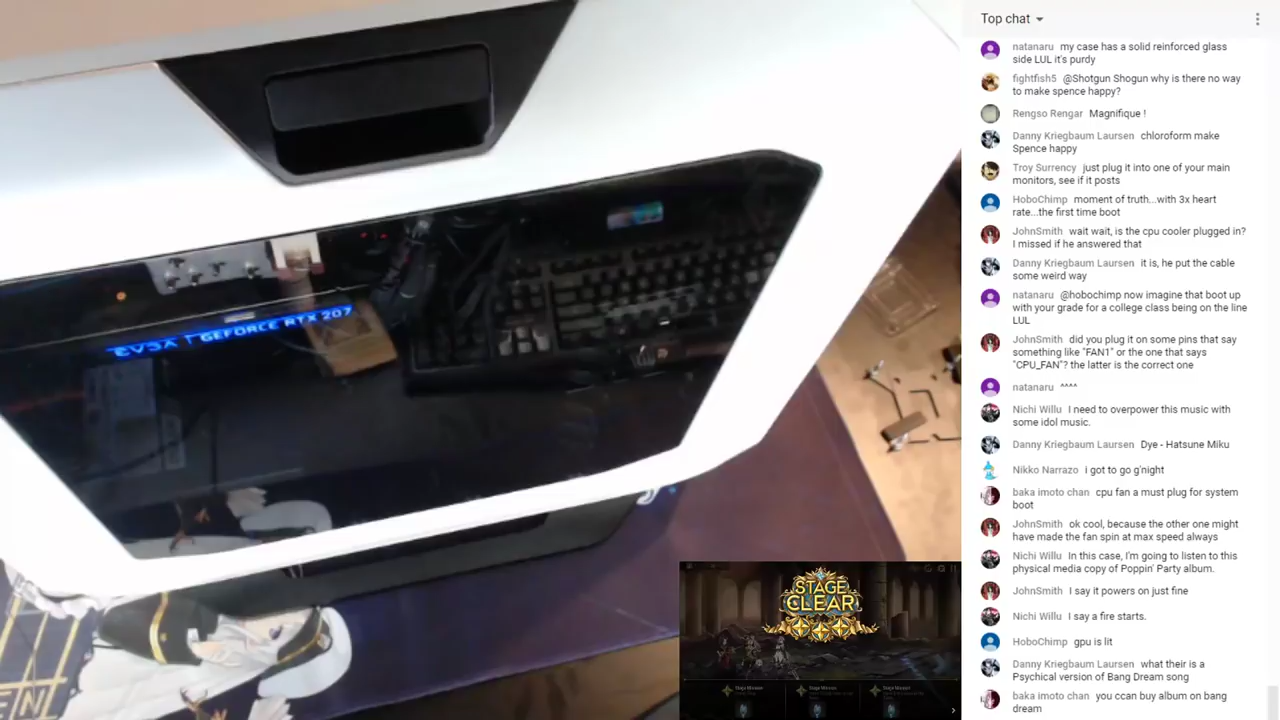 Top chat
natanaru my case has a solid reinforced glass
side LUL it's purdy
fightfish5 @Shotgun Shogun why is there no way
to make spence happy?
Rengso Rengar Magnifique !
Danny Kriegbaum Laursen chloroform make
Spence happy
Troy Surrency just plug it into one of your main
monitors, see if it posts
HoboChimp moment of truth...with 3x heart
rate...the first time boot
JohnSmith wait wait, is the cpu cooler plugged in?
I missed if he answered that
Danny Kriegbaum Laursen it is, he put the cable
some weird way
natanaru @hobochimp now imagine that boot up
with your grade for a college class being on the line
LUL
JohnSmith did you plug it on some pins that say
something like "FAN1" or the one that says
"CPU_FAN"? the latter is the correct one
natanaru ^^^^
Nichi Willu I need to overpower this music with
some idol music.
Danny Kriegbaum Laursen Dye - Hatsune Miku
Nikko Narrazo i got to go g'night
baka imoto chan cpu fan a must plug for system
boot
JohnSmith ok cool, because the other one might
have made the fan spin at max speed always
Nichi Willu In this case, I'm going to listen to this
physical media copy of Poppin' Party album.
JohnSmith I say it powers on just fine
Nichi Willu I say a fire starts.
HoboChimp gpu is lit
Danny Kriegbaum Laursen what their is a
Psychical version of Bang Dream song
baka imoto chan you ccan buy album on bang
dream
EVGA | GEFORCE RTX 207
STAGE
CLEAR